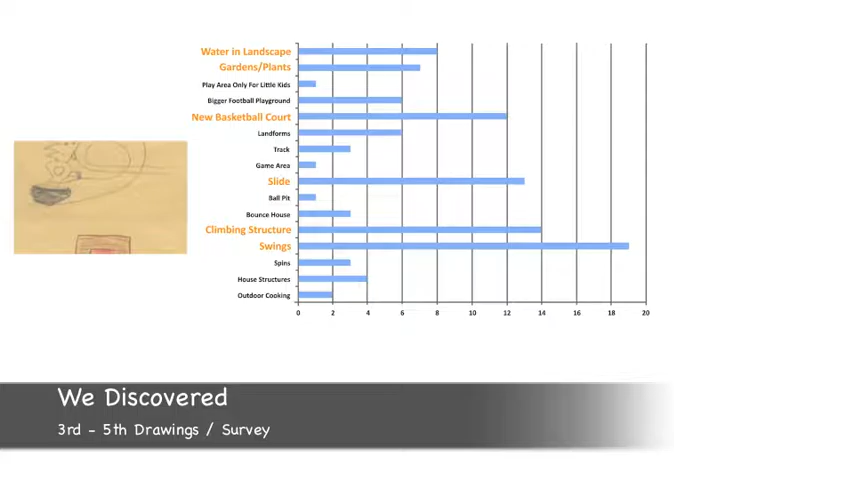 Water in Landscape
Gardens/Plants
Play Area Only For Little Kids
Bigger Football Playground
New Basketball Court
Landforms
Track
Game Area
Slide
Ball Pit
Bounce House
Climbing Structure
Swings
Spins
House Structures
Outdoor Cooking
0 2 4 6 8 10 12 14 16 18 20
We Discovered
3rd - 5th Drawings / Survey